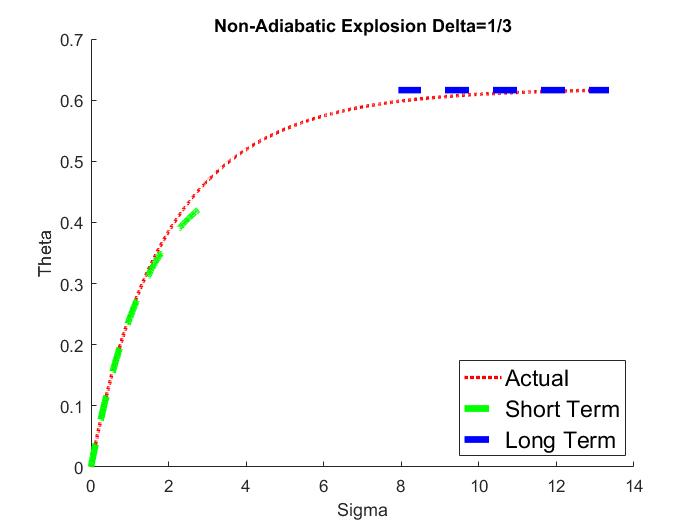 Non-Adiabatic Explosion Delta=1/3
0.7
0.6
0.5
0.4
0.3
0.2
0.1
0
Theta
0 2 4 6 8 10 12 14
Sigma
Actual
Short Term
Long Term